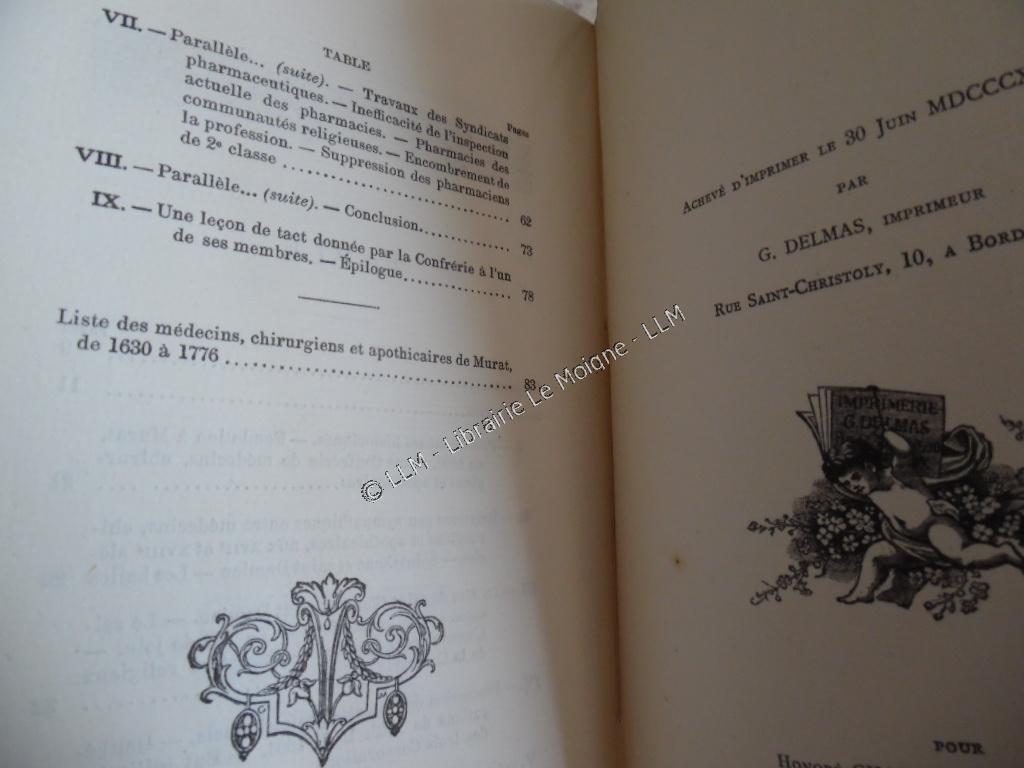 TABLE
Pages
VII. — Parallèle... (suite). — Travaux des Syndicats
pharmaceutiques. — Inefficacité de l'inspection
actuelle des pharmacies. — Pharmacies des
communautés religieuses. — Encombrement de
la profession. — Suppression des pharmaciens
de 2e classe ........ 62
VIII. — Parallèle... (suite). — Conclusion. ........ 73
IX. — Une leçon de tact donnée par la Confrérie à l'un
de ses membres. — Épilogue. ........ 78
Liste des médecins, chirurgiens et apothicaires de Murat,
de 1630 à 1776 ........ 83
ACHEVÉ D'IMPRIMER LE 30 JUIN MDCCCX
PAR
G. DELMAS, IMPRIMEUR
RUE SAINT-CHRISTOLY, 10, A BORD
IMPRIMERIE
G. DELMAS
POUR
HONORÉ
© LLM - Librairie Le Moigne - LLM